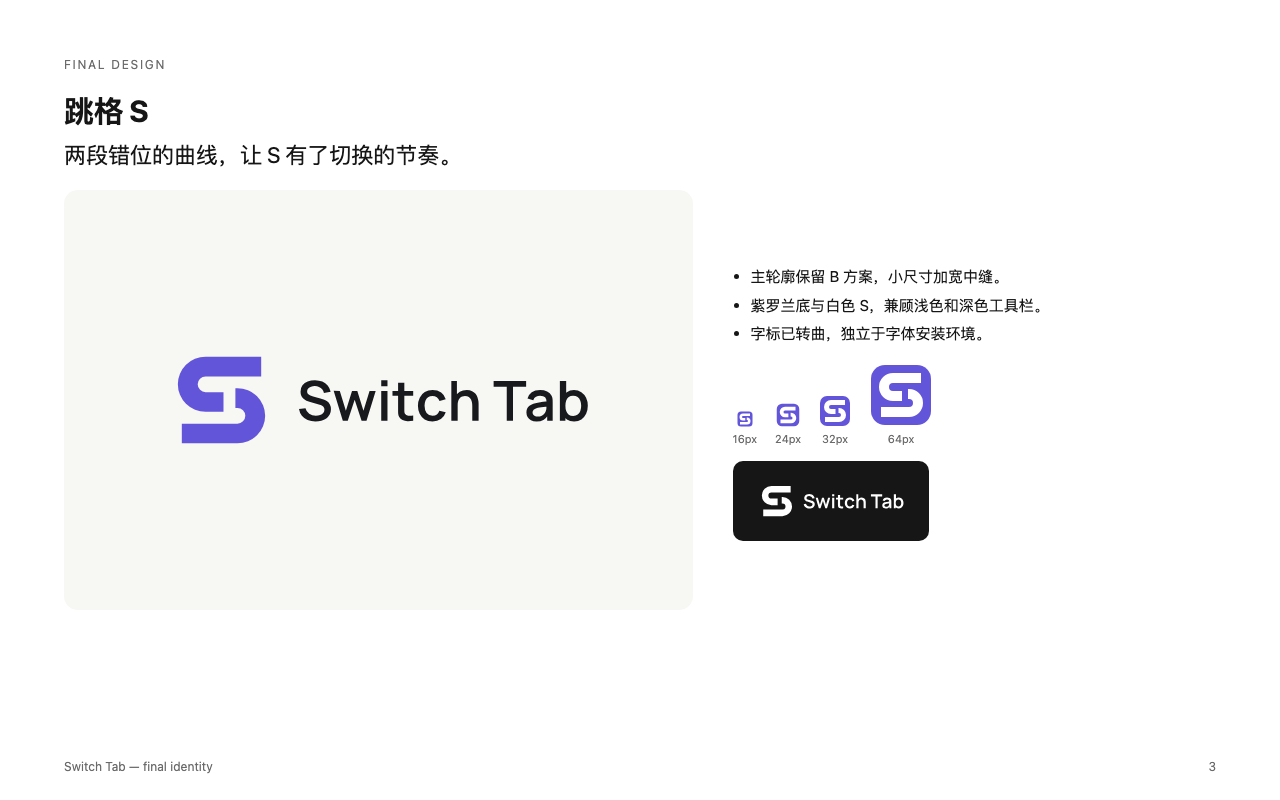 FINAL DESIGN
跳格 S
两段错位的曲线，让 S 有了切换的节奏。
Switch Tab
主轮廓保留 B 方案，小尺寸加宽中缝。
紫罗兰底与白色 S，兼顾浅色和深色工具栏。
字标已转曲，独立于字体安装环境。
16px 24px 32px 64px
Switch Tab
Switch Tab — final identity
3